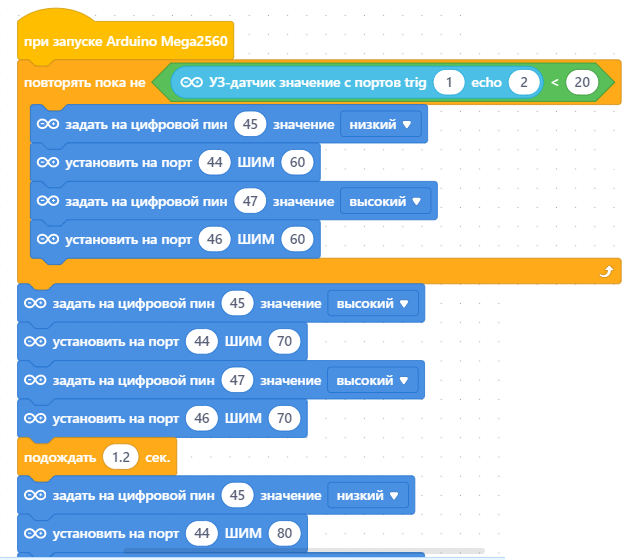 при запуске Arduino Mega2560
повторять пока не УЗ-датчик значение с портов trig 1 echo 2 < 20
задать на цифровой пин 45 значение низкий
установить на порт 44 ШИМ 60
задать на цифровой пин 47 значение высокий
установить на порт 46 ШИМ 60
задать на цифровой пин 45 значение высокий
установить на порт 44 ШИМ 70
задать на цифровой пин 47 значение высокий
установить на порт 46 ШИМ 70
подождать 1.2 сек.
задать на цифровой пин 45 значение низкий
установить на порт 44 ШИМ 80